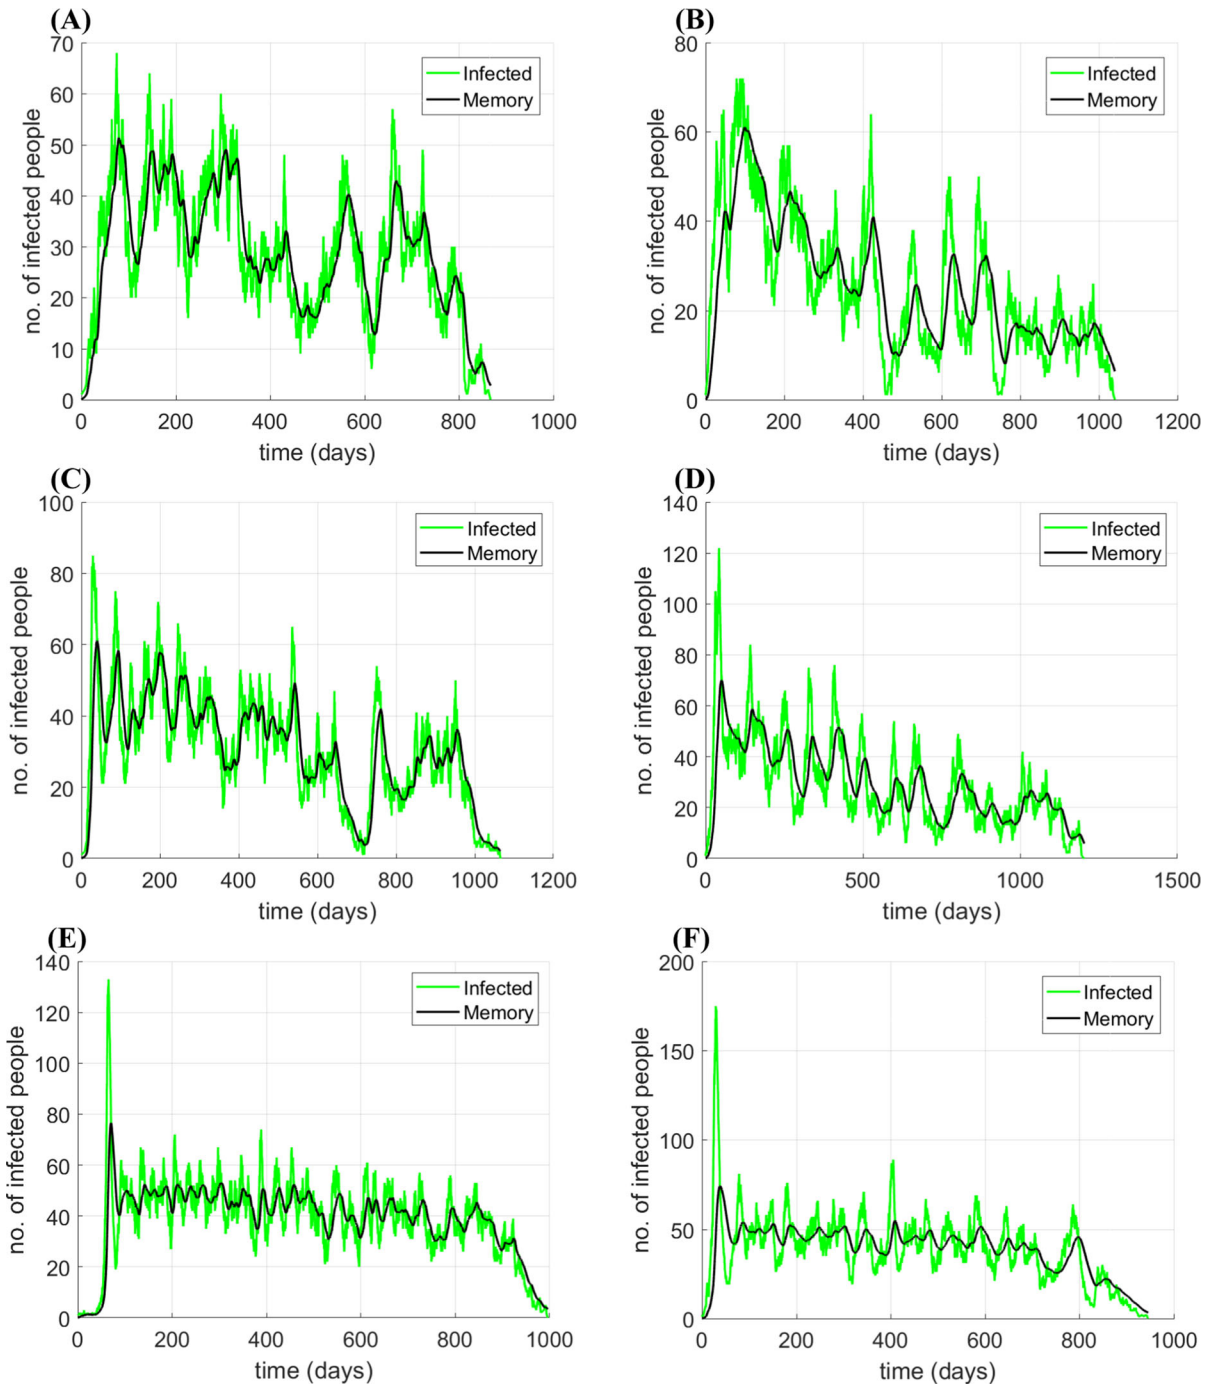 (A)
70
60
50
40
30
20
10
0
no. of infected people
Infected
Memory
0 200 400 600 800 1000
time (days)
(B)
80
60
40
20
0
no. of infected people
Infected
Memory
0 200 400 600 800 1000 1200
time (days)
(C)
100
80
60
40
20
0
no. of infected people
Infected
Memory
0 200 400 600 800 1000 1200
time (days)
(D)
140
120
100
80
60
40
20
0
no. of infected people
Infected
Memory
0 500 1000 1500
time (days)
(E)
140
120
100
80
60
40
20
0
no. of infected people
Infected
Memory
0 200 400 600 800 1000
time (days)
(F)
200
150
100
50
0
no. of infected people
Infected
Memory
0 200 400 600 800 1000
time (days)